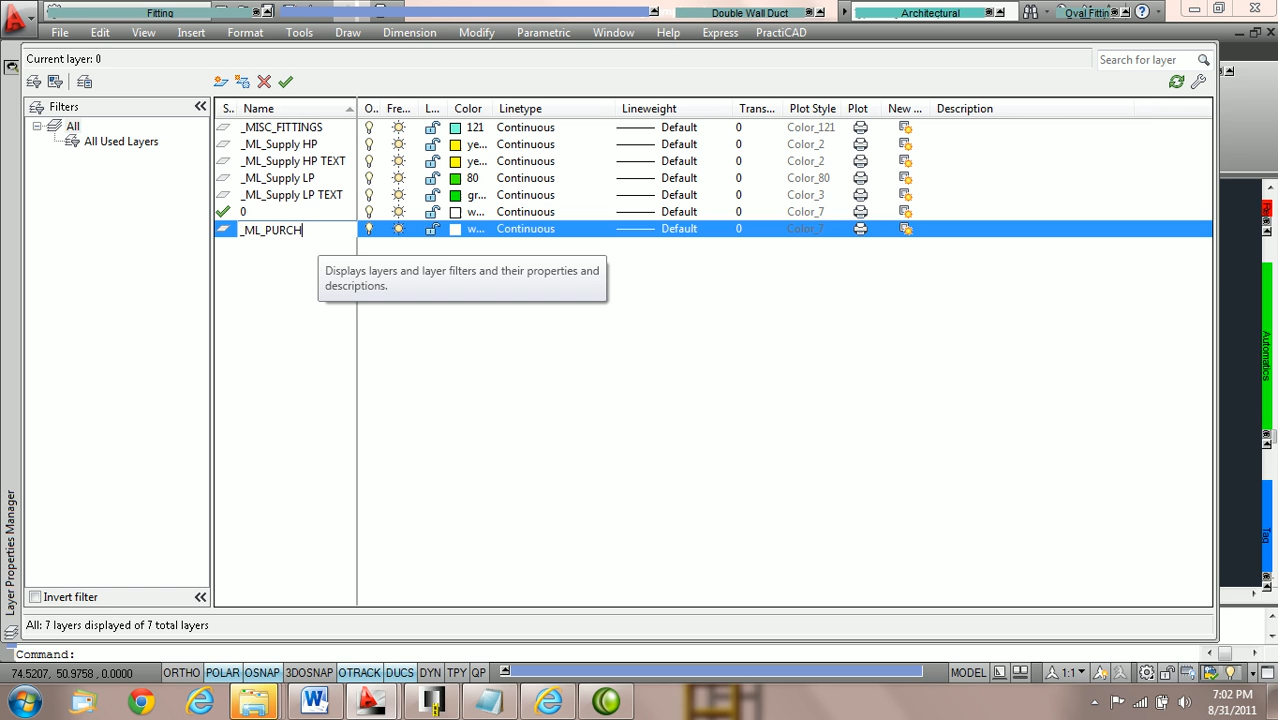 Fitting
Double Wall Duct
Architectural
Oval Fittin
File Edit View Insert Format Tools Draw Dimension Modify Parametric Window Help Express PractiCAD
Current layer: 0
Search for layer
Filters
All
All Used Layers
S.. Name O.. Fre... L... Color Linetype Lineweight Trans... Plot Style Plot New ... Description
_MISC_FITTINGS 121 Continuous Default 0 Color_121
_ML_Supply HP ye... Continuous Default 0 Color_2
_ML_Supply HP TEXT ye... Continuous Default 0 Color_2
_ML_Supply LP 80 Continuous Default 0 Color_80
_ML_Supply LP TEXT gr... Continuous Default 0 Color_3
0 w... Continuous Default 0 Color_7
_ML_PURCH w... Continuous Default 0 Color_7
Displays layers and layer filters and their properties and
descriptions.
Automatics
Layer Properties Manager
Invert filter
All: 7 layers displayed of 7 total layers
Command:
74.5207, 50.9758, 0.0000 ORTHO POLAR OSNAP 3DOSNAP OTRACK DUCS DYN TPY QP MODEL 1:1
7:02 PM
8/31/2011